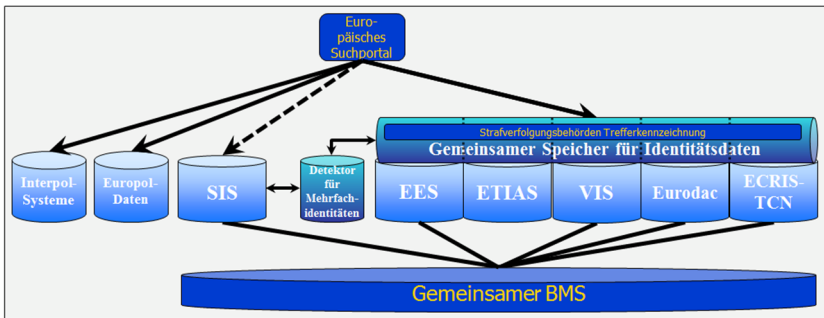 Euro-
päisches
Suchportal
Strafverfolgungsbehörden Trefferkennzeichnung
Gemeinsamer Speicher für Identitätsdaten
Interpol-
Systeme
Europol-
Daten
SIS
Detektor
für
Mehrfach-
identitäten
EES
ETIAS
VIS
Eurodac
ECRIS-
TCN
Gemeinsamer BMS